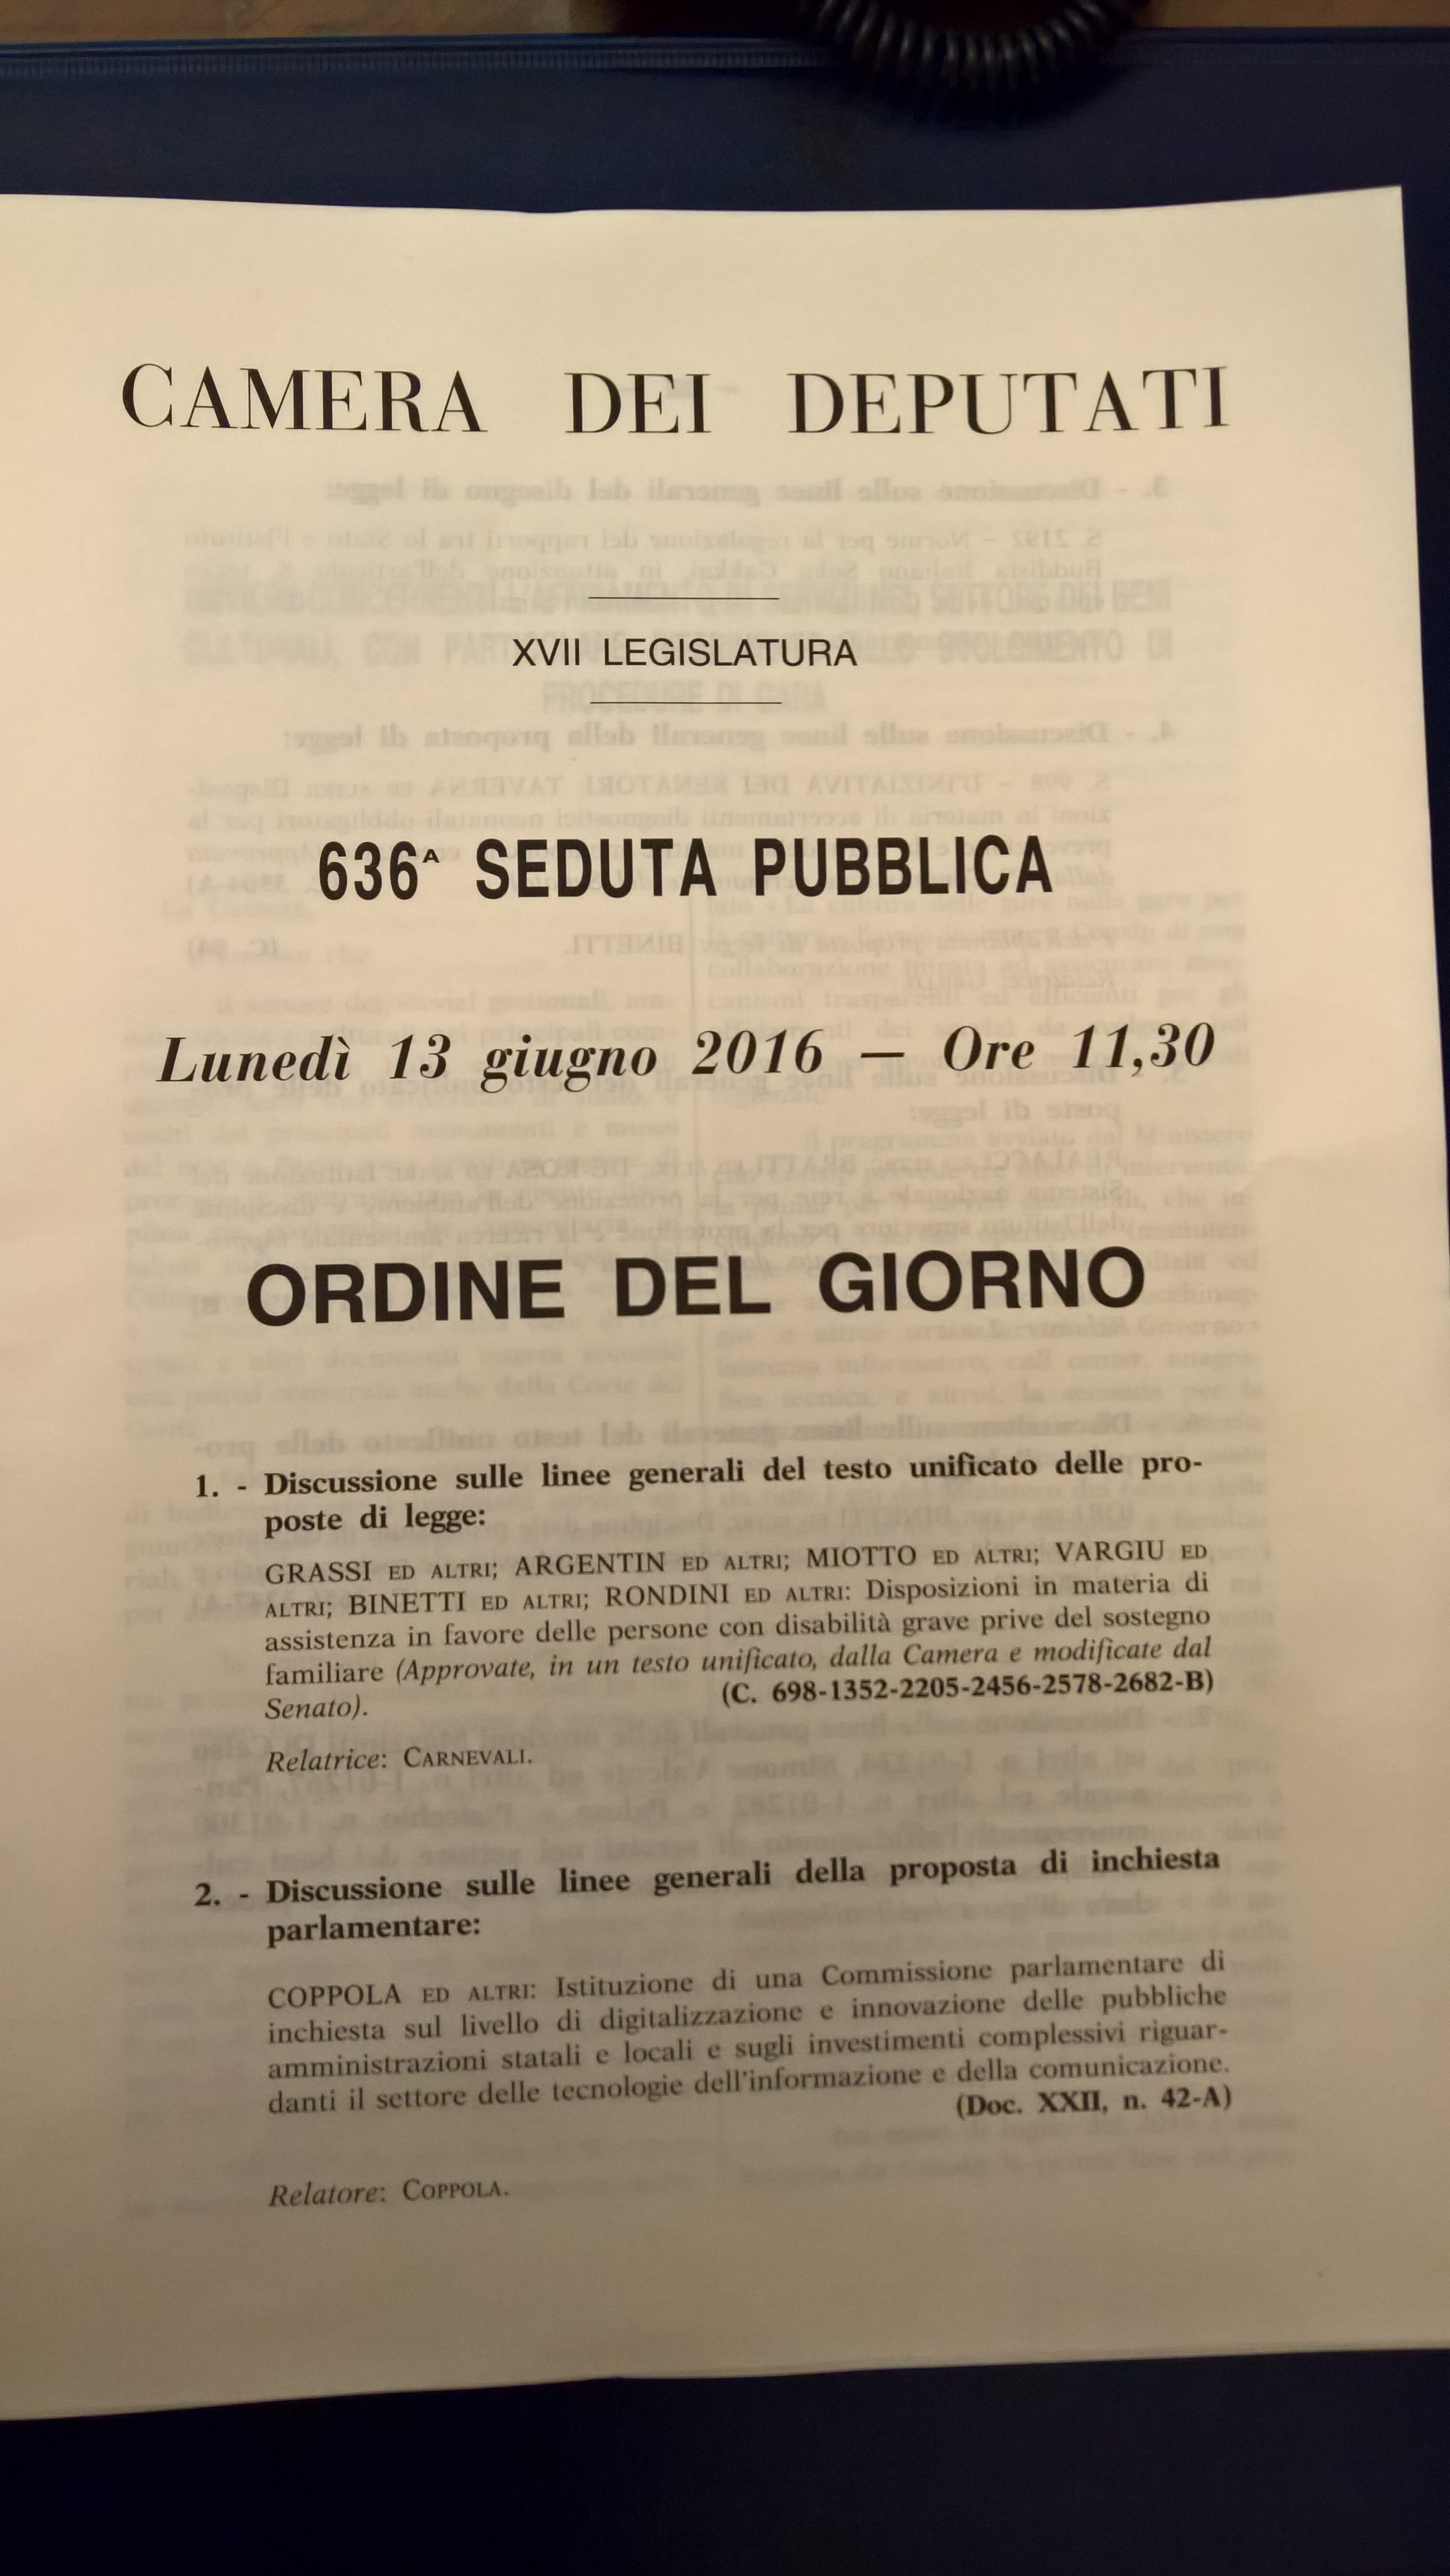 CAMERA DEI DEPUTATI
XVII LEGISLATURA
636ᴬ SEDUTA PUBBLICA
Lunedì 13 giugno 2016 — Ore 11,30
ORDINE DEL GIORNO
1. - Discussione sulle linee generali del testo unificato delle pro-
poste di legge:
GRASSI ED ALTRI; ARGENTIN ED ALTRI; MIOTTO ED ALTRI; VARGIU ED
ALTRI; BINETTI ED ALTRI; RONDINI ED ALTRI: Disposizioni in materia di
assistenza in favore delle persone con disabilità grave prive del sostegno
familiare (Approvate, in un testo unificato, dalla Camera e modificate dal
Senato). (C. 698-1352-2205-2456-2578-2682-B)
Relatrice: CARNEVALI.
2. - Discussione sulle linee generali della proposta di inchiesta
parlamentare:
COPPOLA ED ALTRI: Istituzione di una Commissione parlamentare di
inchiesta sul livello di digitalizzazione e innovazione delle pubbliche
amministrazioni statali e locali e sugli investimenti complessivi riguar-
danti il settore delle tecnologie dell'informazione e della comunicazione.
(Doc. XXII, n. 42-A)
Relatore: COPPOLA.